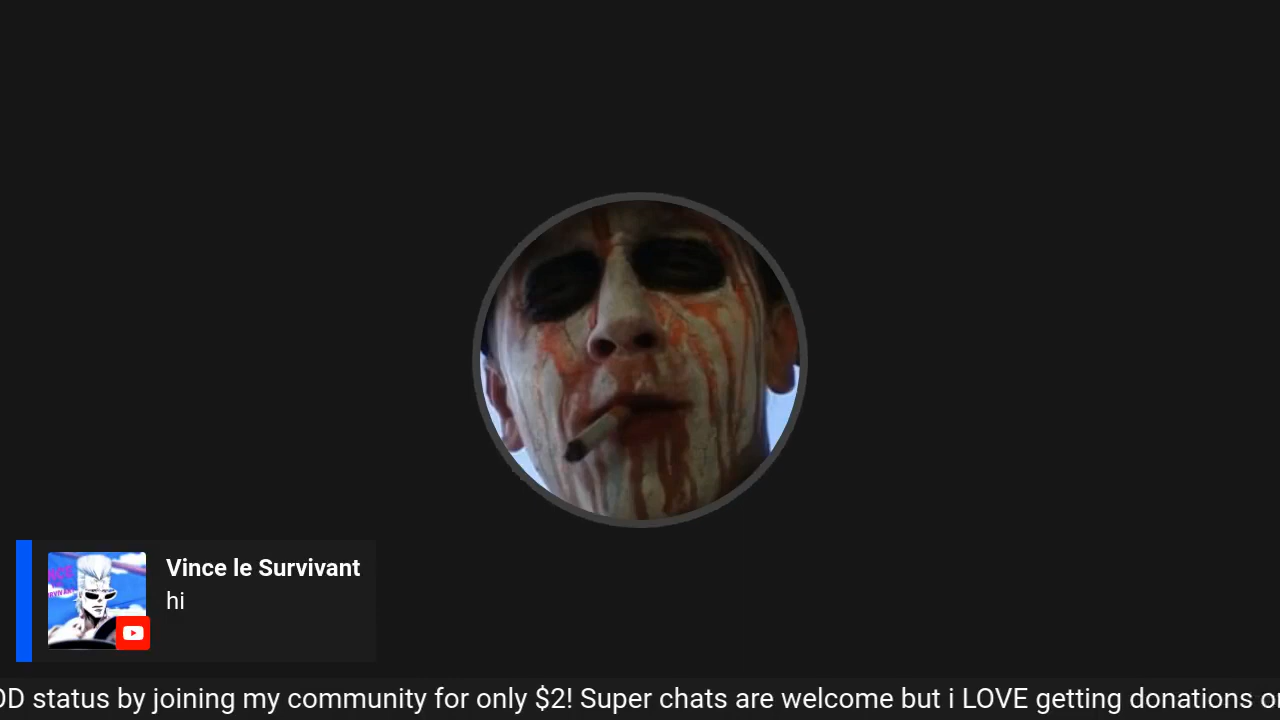 Vince le Survivant
hi
status by joining my community for only $2! Super chats are welcome but i LOVE getting donations